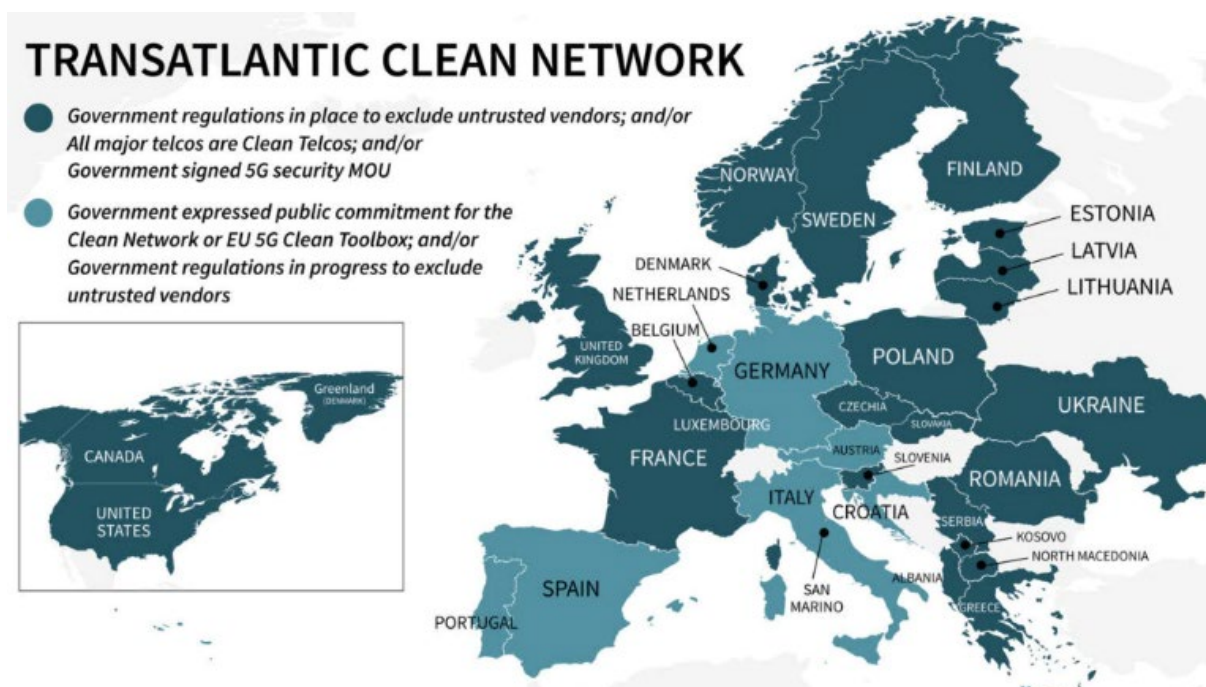 TRANSATLANTIC CLEAN NETWORK
Government regulations in place to exclude untrusted vendors; and/or
All major telcos are Clean Telcos; and/or
Government signed 5G security MOU
Government expressed public commitment for the
Clean Network or EU 5G Clean Toolbox; and/or
Government regulations in progress to exclude
untrusted vendors
Greenland
(DENMARK)
CANADA
UNITED
STATES
NORWAY
FINLAND
SWEDEN
ESTONIA
LATVIA
LITHUANIA
DENMARK
NETHERLANDS
BELGIUM
UNITED
KINGDOM
GERMANY
POLAND
UKRAINE
CZECHIA
SLOVAKIA
LUXEMBOURG
FRANCE
AUSTRIA
SLOVENIA
ROMANIA
ITALY
CROATIA
SERBIA
KOSOVO
NORTH MACEDONIA
SPAIN
SAN
MARINO
ALBANIA
GREECE
PORTUGAL